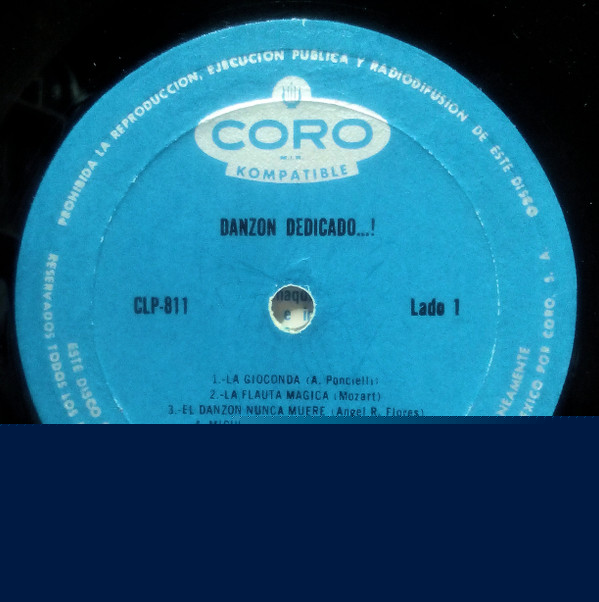 PROHIBIDA LA REPRODUCCION, EJECUCION PUBLICA Y RADIODIFUSION DE ESTE DISCO
CORO
M.I.R.
KOMPATIBLE
DANZON DEDICADO...!
CLP-811
Lado 1
1.-LA GIOCONDA (A. Poncielli)
2.-LA FLAUTA MAGICA (Mozart)
3.-EL DANZON NUNCA MUERE (Angel R. Flores)
RESERVADOS TODOS LOS
ESTE DISCO
MEXICO POR CORO, S. A